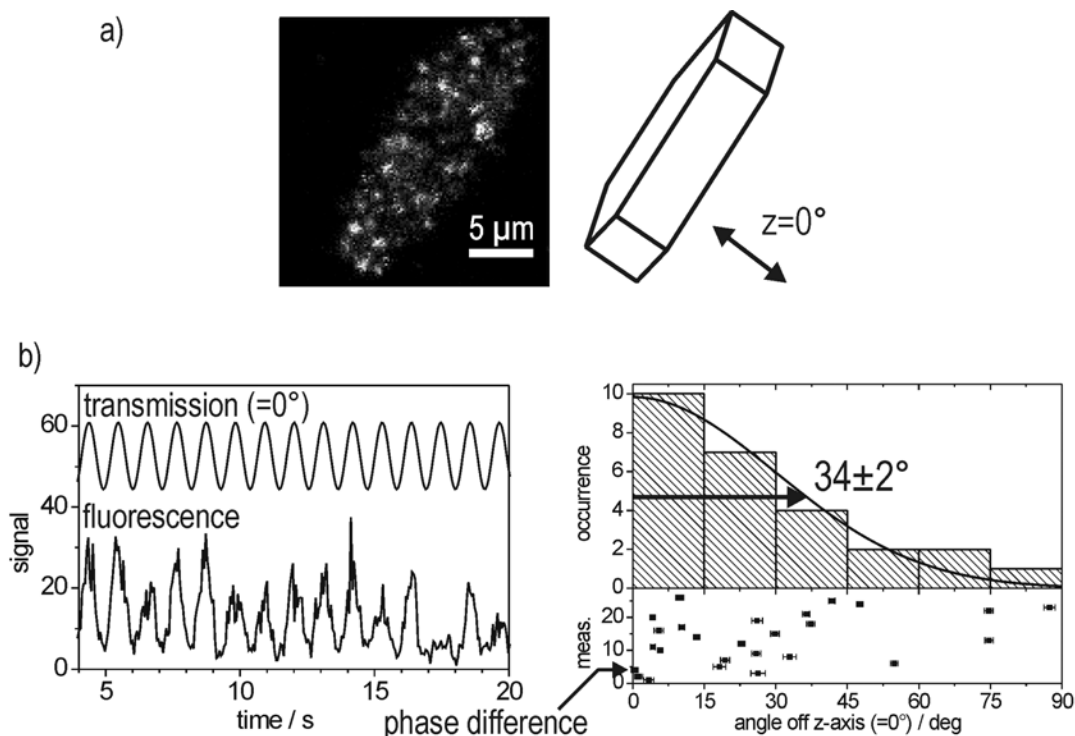 a)
5 µm
z=0°
b)
transmission (=0°)
fluorescence
signal
60
40
20
0
5
10
15
20
time / s
phase difference
occurrence
10
8
6
4
2
0
34±2°
meas.
20
10
0
0
15
30
45
60
75
90
angle off z-axis (=0°) / deg